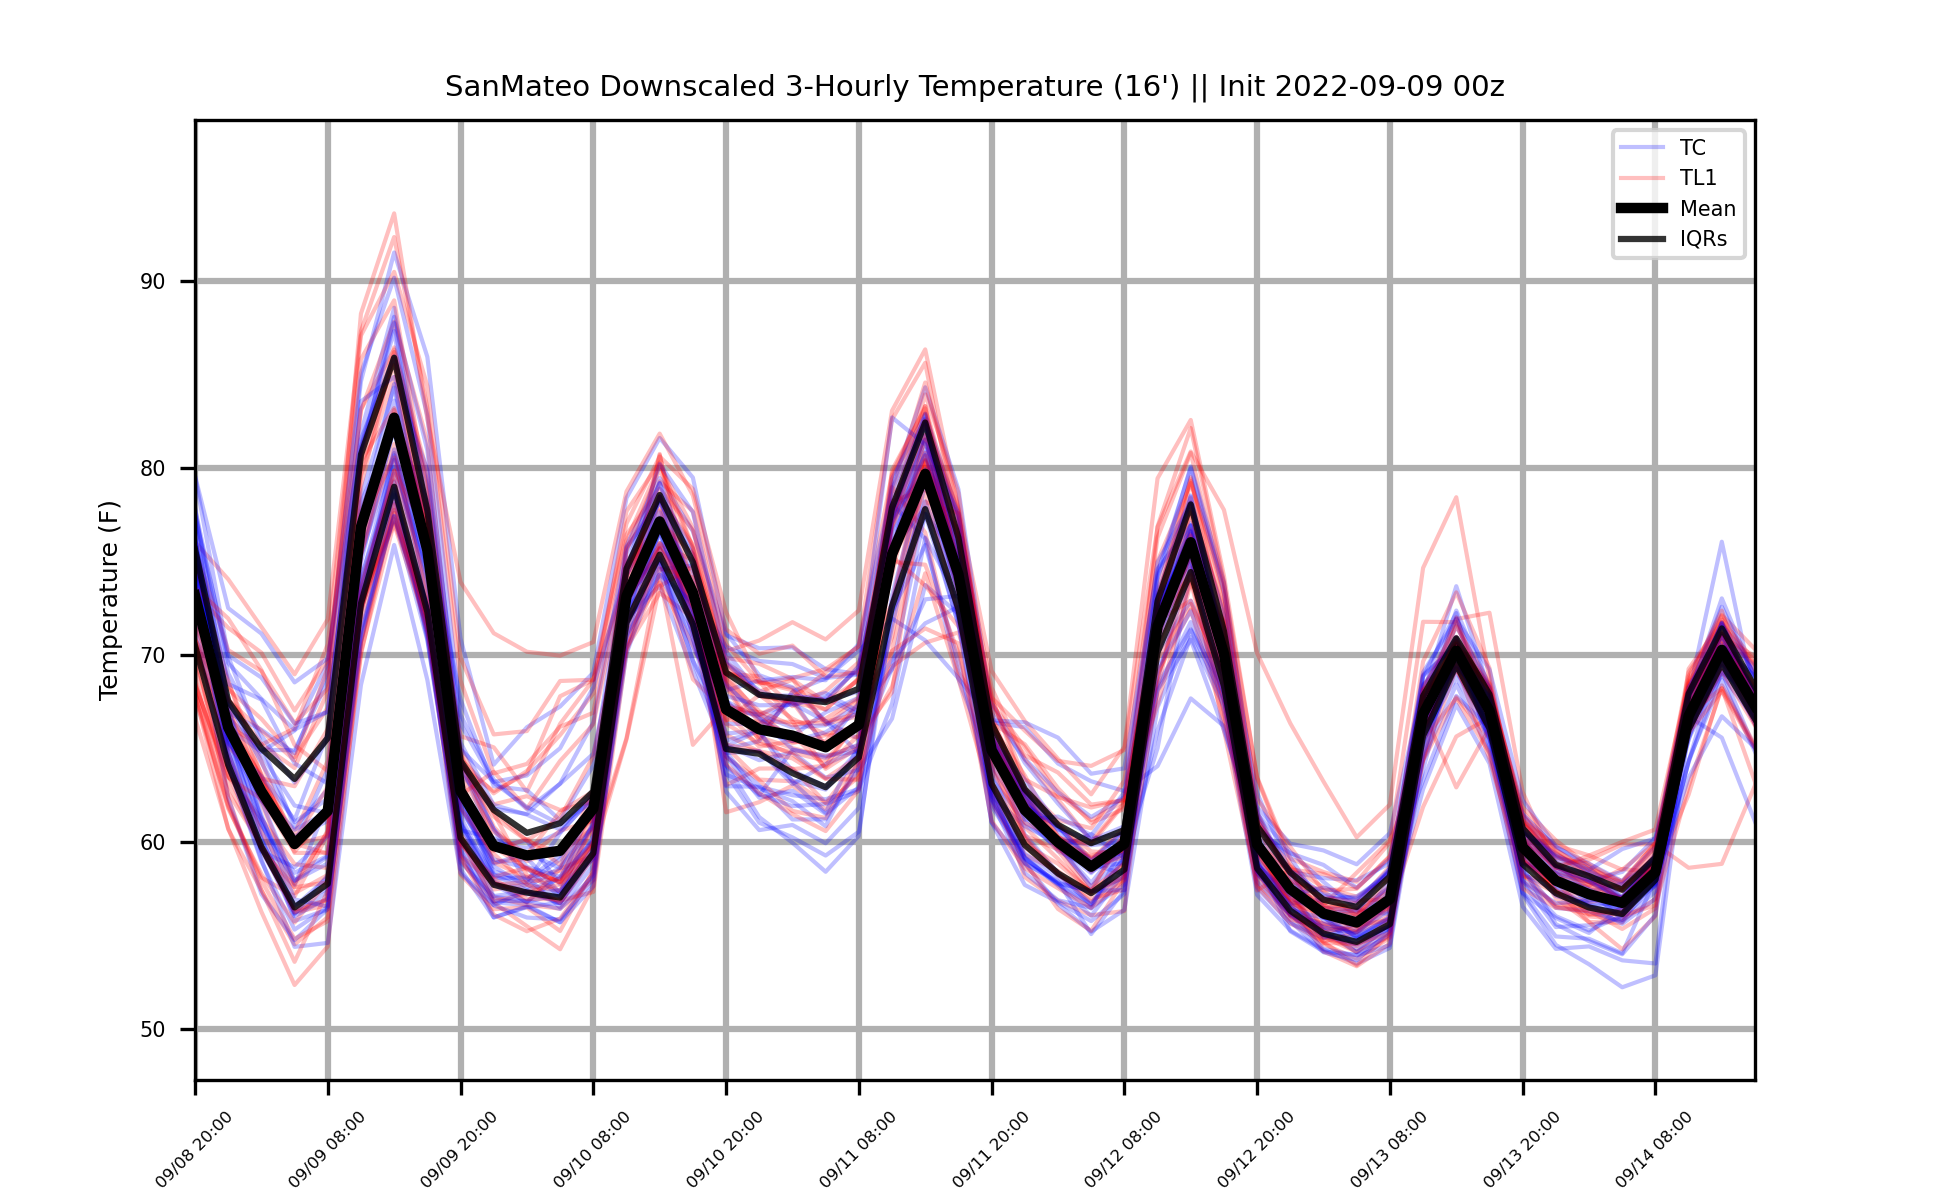 SanMateo Downscaled 3-Hourly Temperature (16') || Init 2022-09-09 00z
TC
TL1
Mean
IQRs
Temperature (F)
90
80
70
60
50
09/08 20:00
09/09 08:00
09/09 20:00
09/10 08:00
09/10 20:00
09/11 08:00
09/11 20:00
09/12 08:00
09/12 20:00
09/13 08:00
09/13 20:00
09/14 08:00